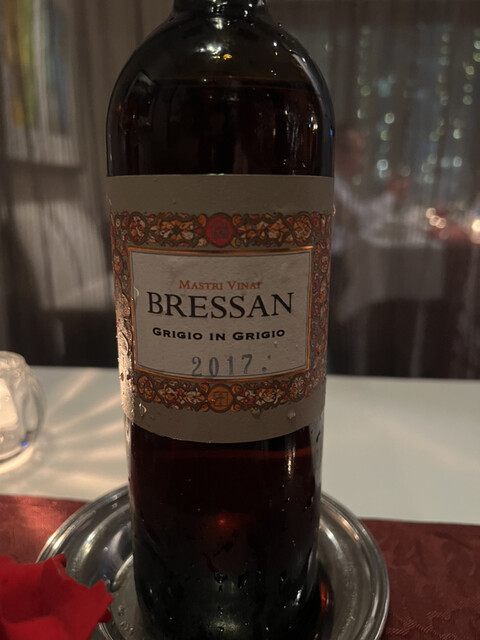 MASTRI VINAI
BRESSAN
GRIGIO IN GRIGIO
2017.